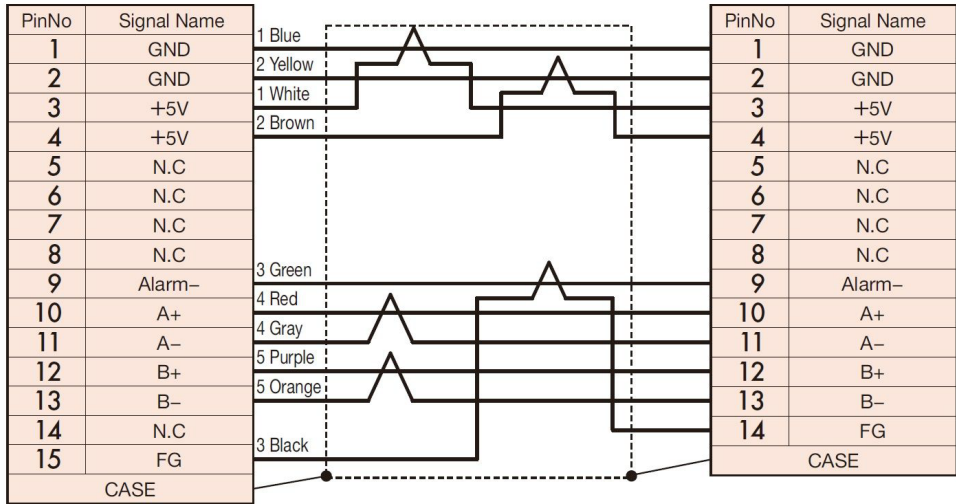 PinNo Signal Name
1 GND
2 GND
3 +5V
4 +5V
5 N.C
6 N.C
7 N.C
8 N.C
9 Alarm−
10 A+
11 A−
12 B+
13 B−
14 N.C
15 FG
CASE
1 Blue
2 Yellow
1 White
2 Brown
3 Green
4 Red
4 Gray
5 Purple
5 Orange
3 Black
PinNo Signal Name
1 GND
2 GND
3 +5V
4 +5V
5 N.C
6 N.C
7 N.C
8 N.C
9 Alarm−
10 A+
11 A−
12 B+
13 B−
14 FG
CASE